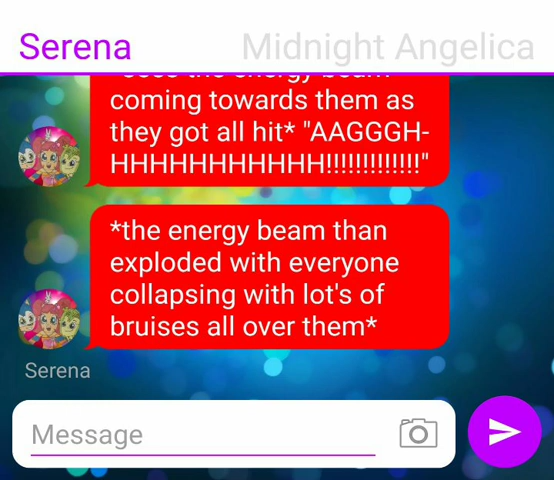 Serena Midnight Angelica
coming towards them as
they got all hit* "AAGGGH-
HHHHHHHHHHHH!!!!!!!!!!!!!!"
*the energy beam than
exploded with everyone
collapsing with lot's of
bruises all over them*
Serena
Message